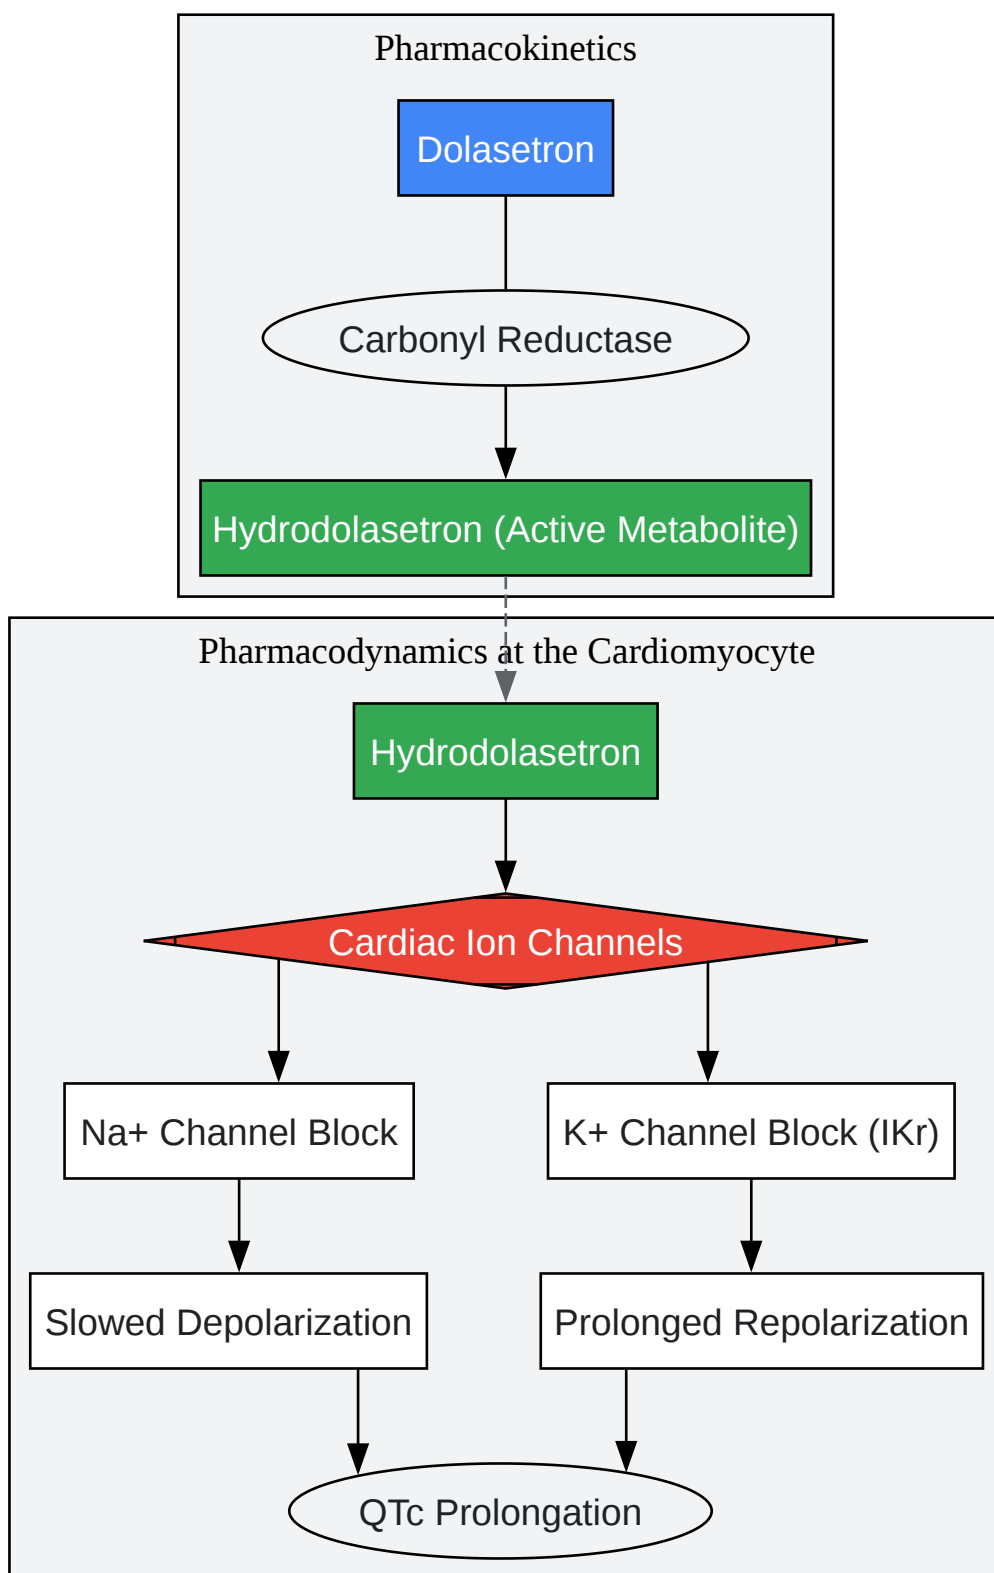 Pharmacokinetics
Dolasetron
Carbonyl Reductase
Hydrodolasetron (Active Metabolite)
Pharmacodynamics at the Cardiomyocyte
Hydrodolasetron
Cardiac Ion Channels
Na+ Channel Block
K+ Channel Block (IKr)
Slowed Depolarization
Prolonged Repolarization
QTc Prolongation